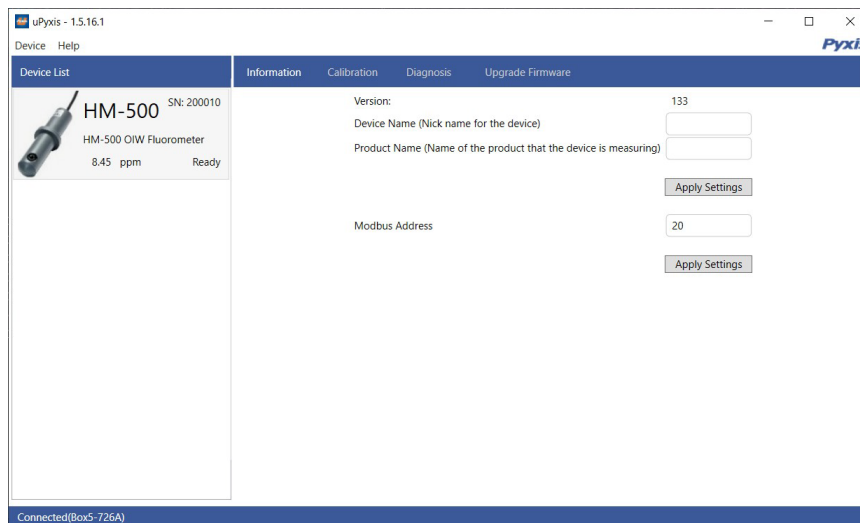 uPyxis - 1.5.16.1
Device Help
Device List
Information Calibration Diagnosis Upgrade Firmware
HM-500 SN: 200010
HM-500 OIW Fluorometer
8.45 ppm Ready
Version: 133
Device Name (Nick name for the device)
Product Name (Name of the product that the device is measuring)
Apply Settings
Modbus Address 20
Apply Settings
Connected(Box5-726A)